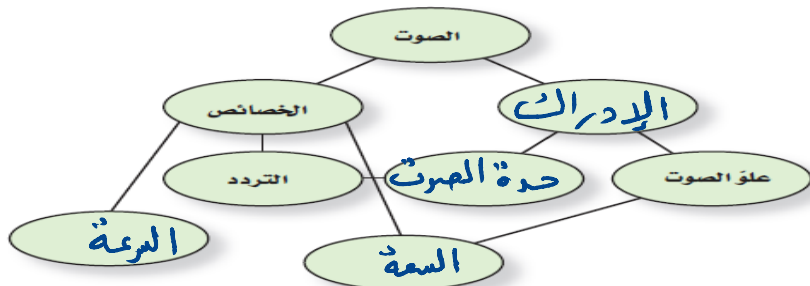 الصوت
الخصائص الإدراك
التردد حدة الصوت علوّ الصوت
السرعة
السعة